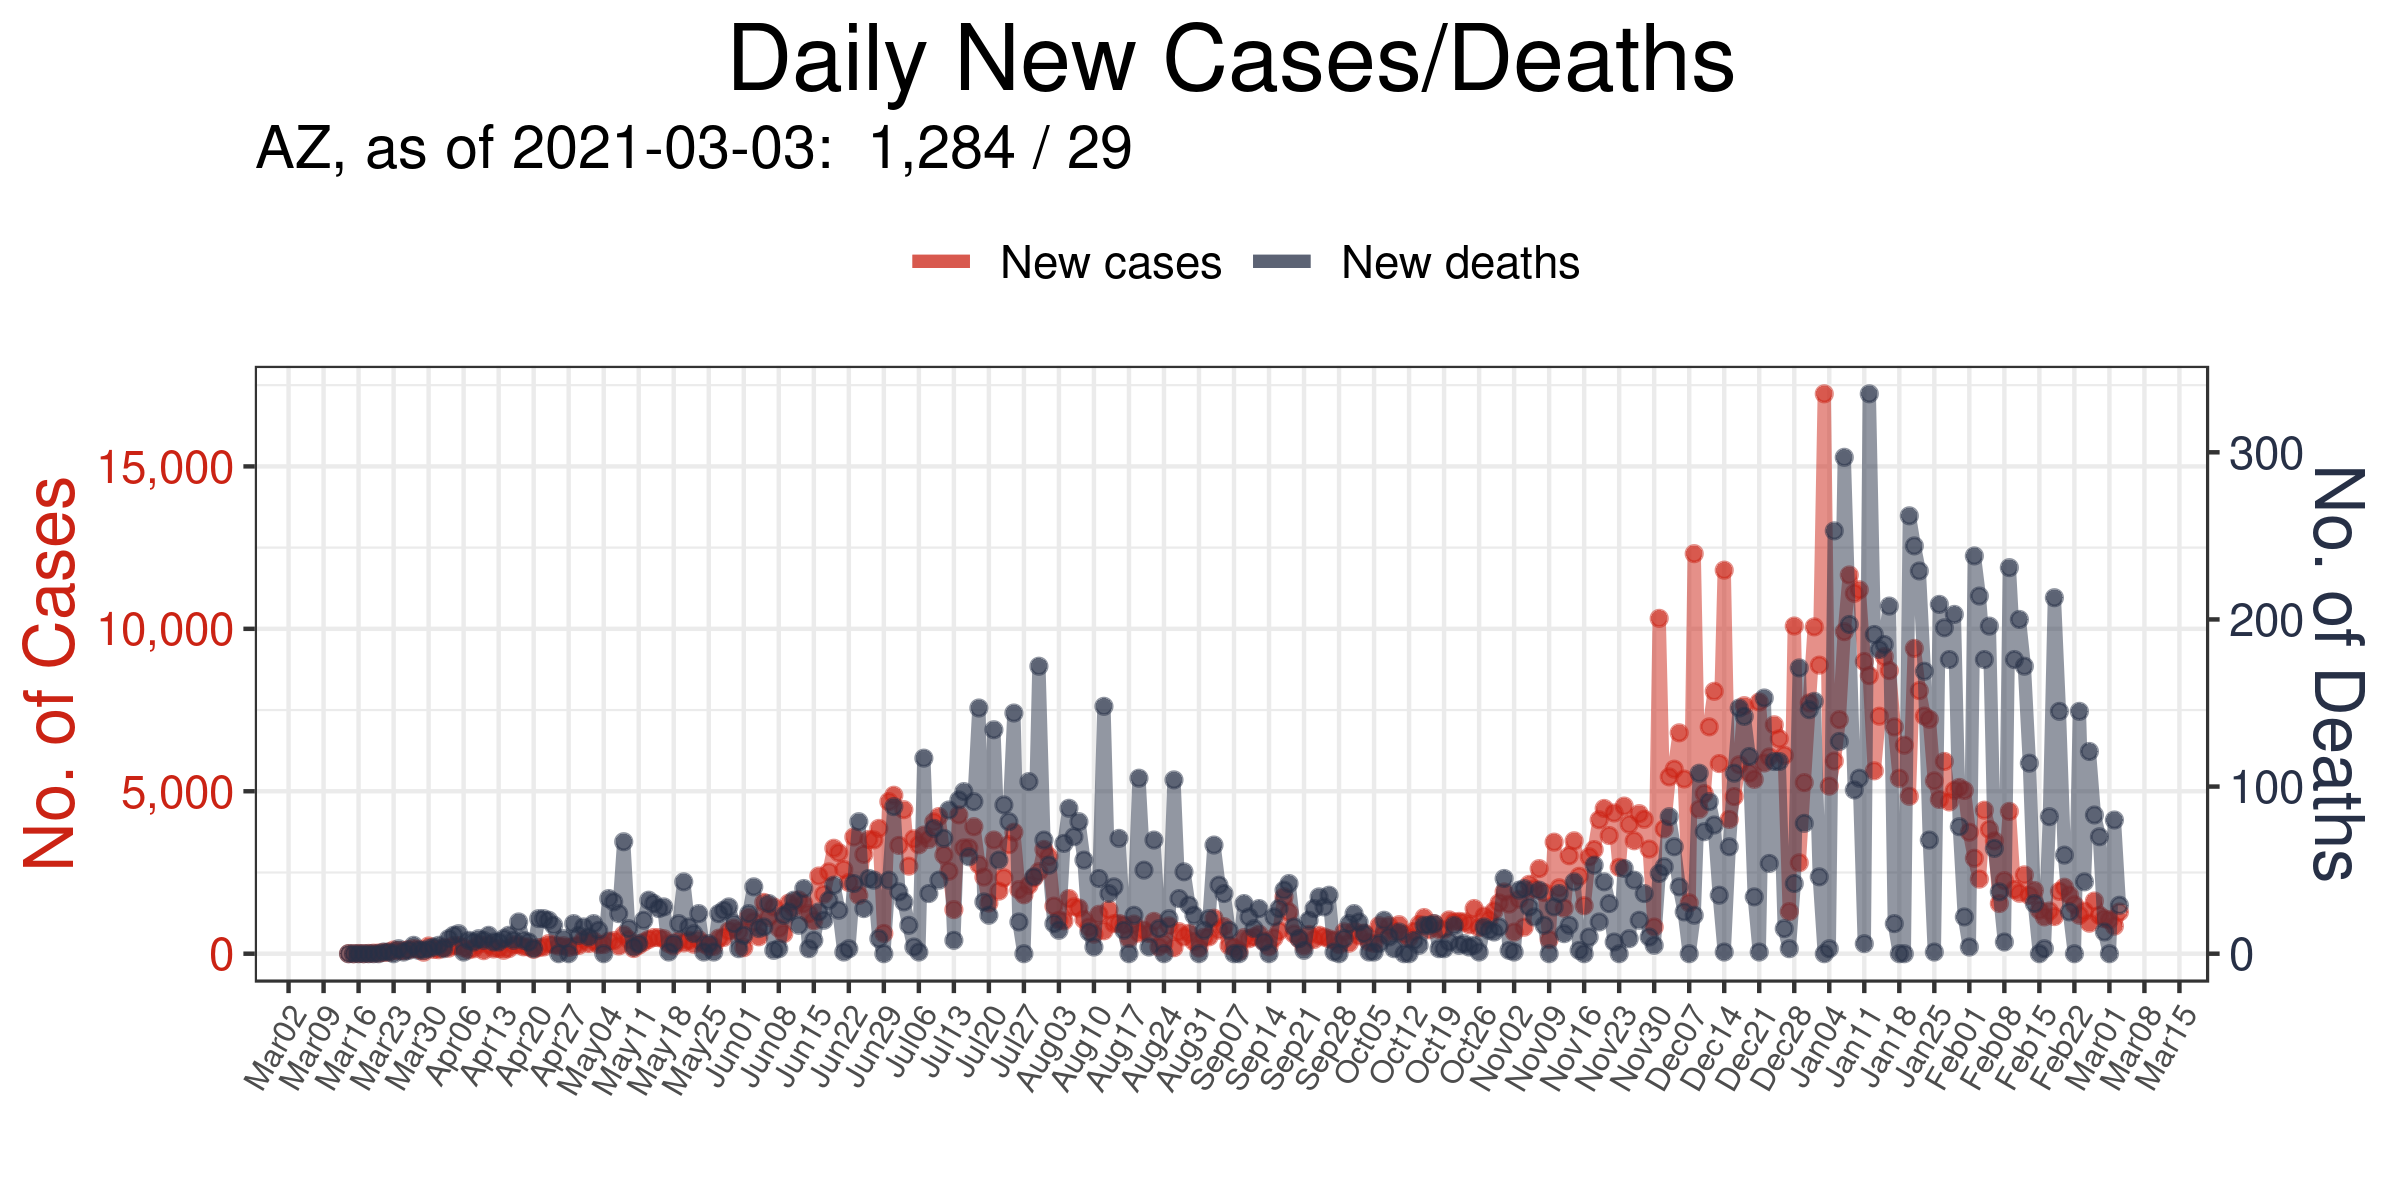 Daily New Cases/Deaths
AZ, as of 2021-03-03: 1,284 / 29
New cases
New deaths
No. of Cases
15,000
10,000
5,000
0
300
200
100
0
No. of Deaths
Mar02
Mar09
Mar16
Mar23
Mar30
Apr06
Apr13
Apr20
Apr27
May04
May11
May18
May25
Jun01
Jun08
Jun15
Jun22
Jun29
Jul06
Jul13
Jul20
Jul27
Aug03
Aug10
Aug17
Aug24
Aug31
Sep07
Sep14
Sep21
Sep28
Oct05
Oct12
Oct19
Oct26
Nov02
Nov09
Nov16
Nov23
Nov30
Dec07
Dec14
Dec21
Dec28
Jan04
Jan11
Jan18
Jan25
Feb01
Feb08
Feb15
Feb22
Mar01
Mar08
Mar15